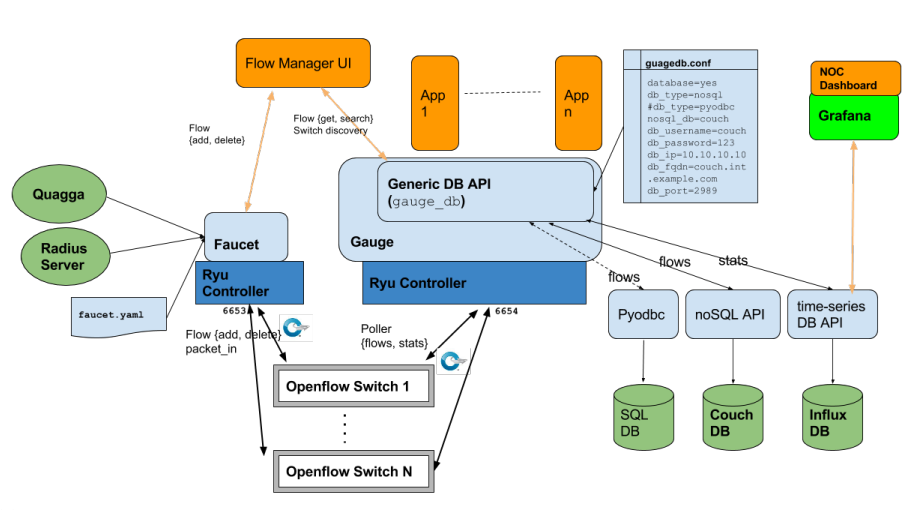 Flow Manager UI
App
1
App
n
guagedb.conf
database=yes
db_type=nosql
#db_type=pyodbc
nosql_db=couch
db_username=couch
db_password=123
db_ip=10.10.10.10
db_fqdn=couch.int
.example.com
db_port=2989
NOC
Dashboard
Grafana
Flow
{add, delete}
Flow {get, search}
Switch discovery
Quagga
Radius
Server
faucet.yaml
Faucet
Ryu
Controller
6653
Generic DB API
(gauge_db)
Gauge
Ryu Controller
6654
flows
flows
stats
Pyodbc
noSQL API
time-series
DB API
Flow {add, delete}
packet_in
Poller
{flows, stats}
Openflow Switch 1
Openflow Switch N
SQL
DB
Couch
DB
Influx
DB